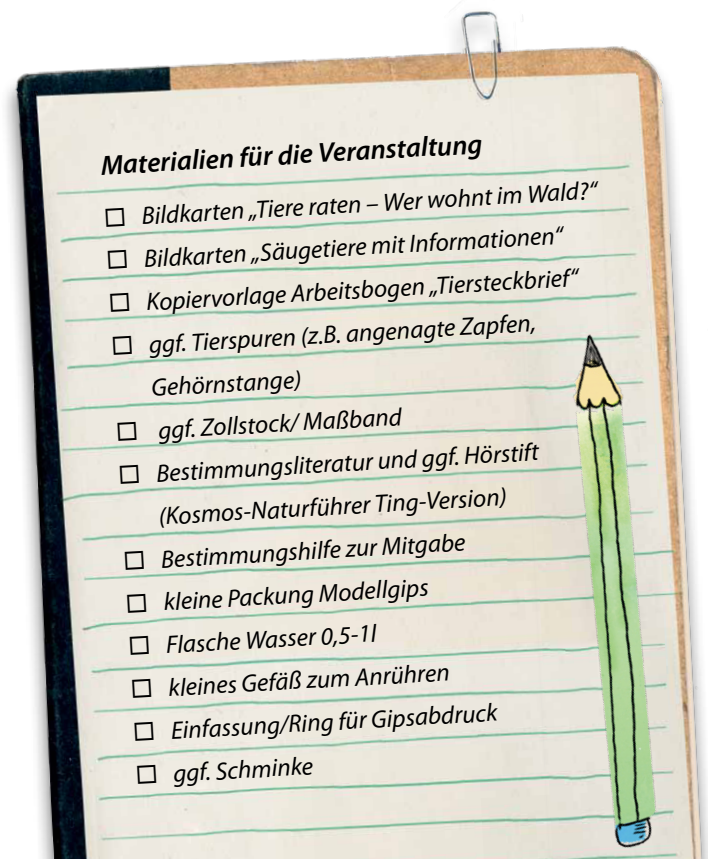 Materialien für die Veranstaltung
☐ Bildkarten „Tiere raten – Wer wohnt im Wald?“
☐ Bildkarten „Säugetiere mit Informationen“
☐ Kopiervorlage Arbeitsbogen „Tiersteckbrief“
☐ ggf. Tierspuren (z.B. angenagte Zapfen,
Gehörnstange)
☐ ggf. Zollstock/ Maßband
☐ Bestimmungsliteratur und ggf. Hörstift
(Kosmos-Naturführer Ting-Version)
☐ Bestimmungshilfe zur Mitgabe
☐ kleine Packung Modellgips
☐ Flasche Wasser 0,5-1l
☐ kleines Gefäß zum Anrühren
☐ Einfassung/Ring für Gipsabdruck
☐ ggf. Schminke